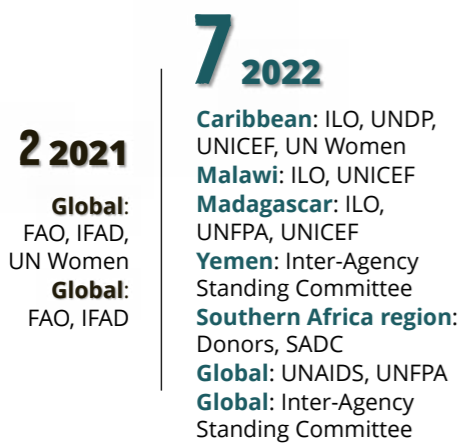 2 2021
Global:
FAO, IFAD,
UN Women
Global:
FAO, IFAD
7 2022
Caribbean: ILO, UNDP,
UNICEF, UN Women
Malawi: ILO, UNICEF
Madagascar: ILO,
UNFPA, UNICEF
Yemen: Inter-Agency
Standing Committee
Southern Africa region:
Donors, SADC
Global: UNAIDS, UNFPA
Global: Inter-Agency
Standing Committee